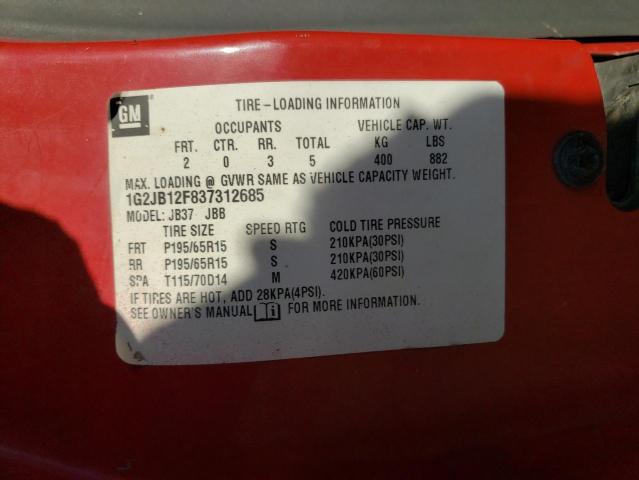 GM
TIRE-LOADING INFORMATION
OCCUPANTS VEHICLE CAP. WT.
FRT. CTR. RR. TOTAL KG LBS
2 0 3 5 400 882
MAX. LOADING @ GVWR SAME AS VEHICLE CAPACITY WEIGHT.
1G2JB12F837312685
MODEL: JB37 JBB
TIRE SIZE SPEED RTG COLD TIRE PRESSURE
FRT P195/65R15 S 210KPA(30PSI)
RR P195/65R15 S 210KPA(30PSI)
SPA T115/70D14 M 420KPA(60PSI)
IF TIRES ARE HOT, ADD 28KPA(4PSI).
SEE OWNER'S MANUAL FOR MORE INFORMATION.